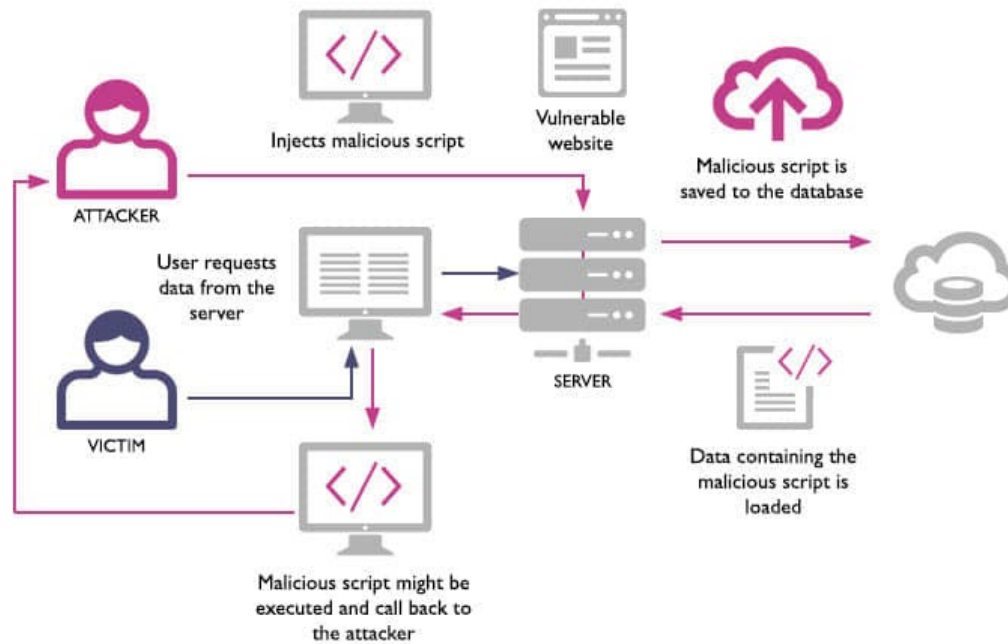 Injects malicious script
Vulnerable
website
Malicious script is
saved to the database
ATTACKER
User requests
data from the
server
SERVER
VICTIM
Data containing the
malicious script is
loaded
Malicious script might be
executed and call back to
the attacker